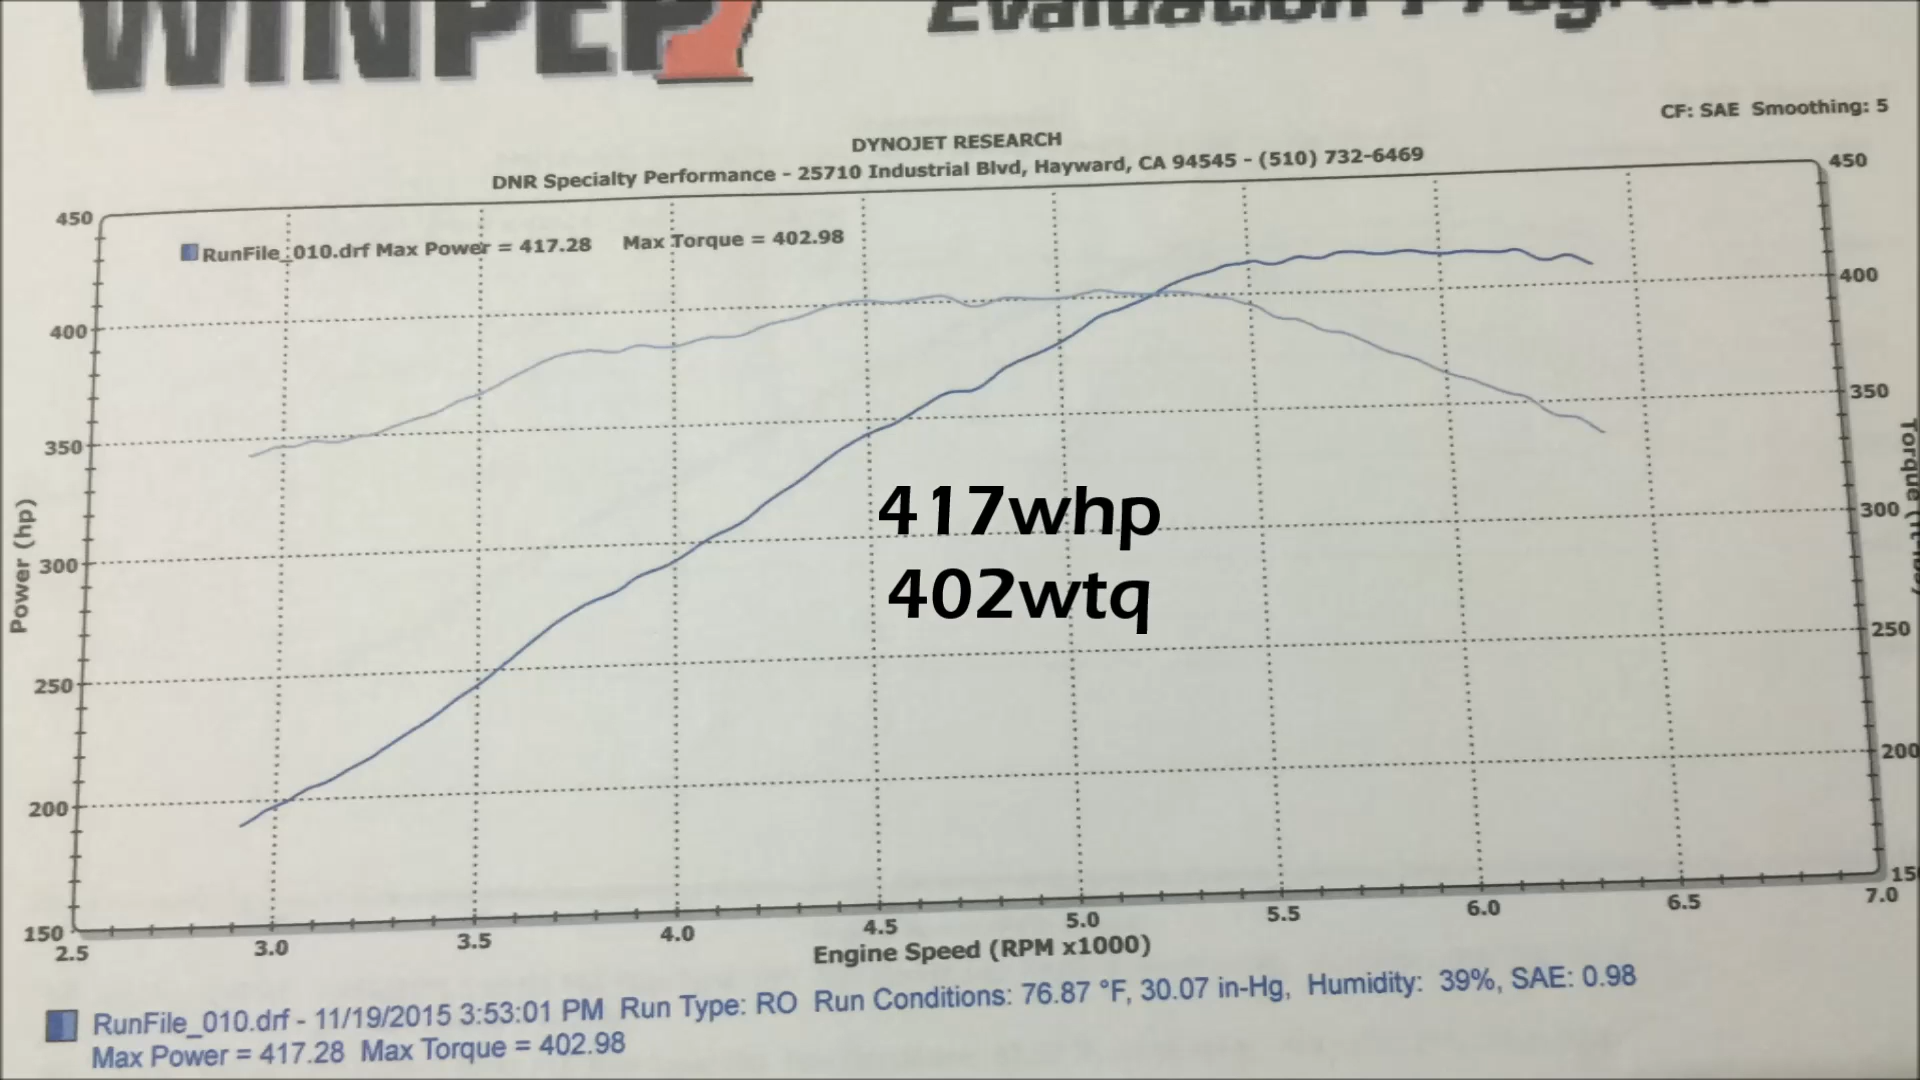 WINPEP 7
Evaluation Program
CF: SAE Smoothing: 5
DYNOJET RESEARCH
DNR Specialty Performance - 25710 Industrial Blvd, Hayward, CA 94545 - (510) 732-6469
RunFile_010.drf Max Power = 417.28 Max Torque = 402.98
450
400
350
300
250
200
150
Power (hp)
450
400
350
300
250
200
15
Torque (ft-lbs)
417whp
402wtq
2.5 3.0 3.5 4.0 4.5 5.0 5.5 6.0 6.5 7.0
Engine Speed (RPM x1000)
RunFile_010.drf - 11/19/2015 3:53:01 PM Run Type: RO Run Conditions: 76.87 °F, 30.07 in-Hg, Humidity: 39%, SAE: 0.98
Max Power = 417.28 Max Torque = 402.98